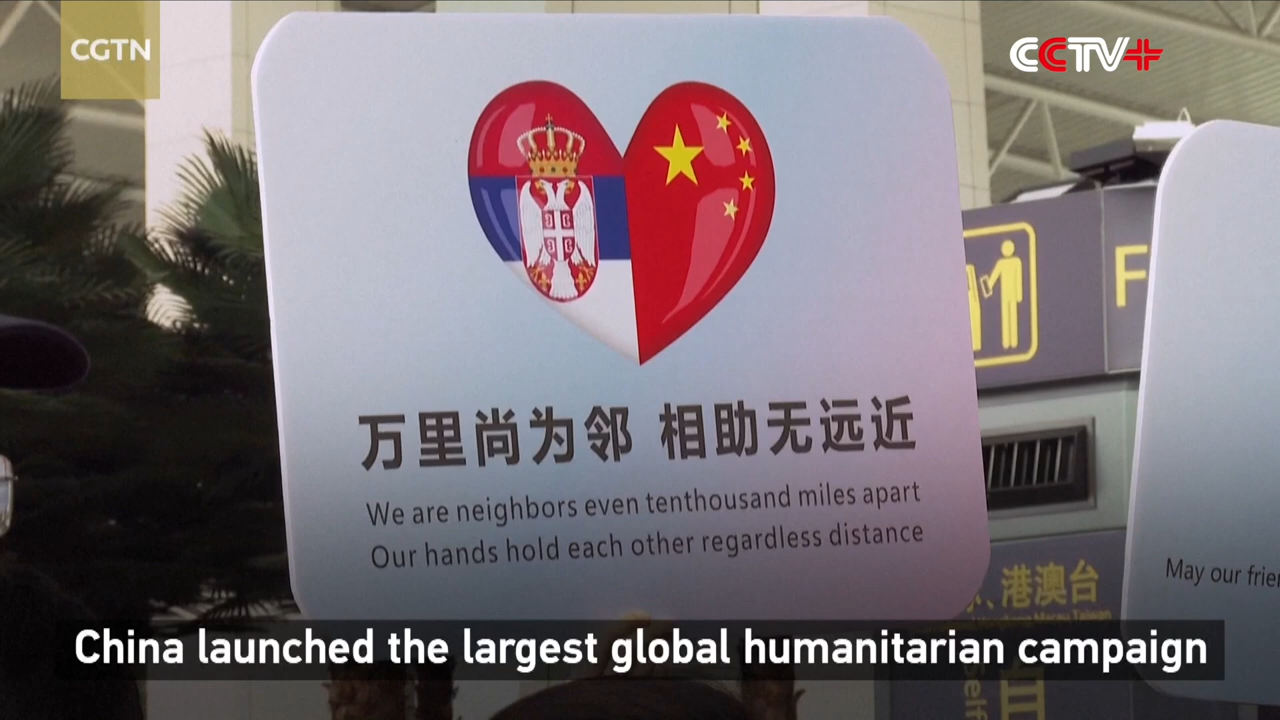 CGTN
CCTV+
万里尚为邻 相助无远近
We are neighbors even tenthousand miles apart
Our hands hold each other regardless distance
F
港澳台
May our frie
China launched the largest global humanitarian campaign